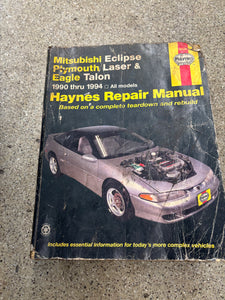 Mitsubishi Eclipse
Plymouth Laser &
Eagle Talon
1990 thru 1994 □ All models
Haynes Repair Manual
Based on a complete teardown and rebuild
Haynes
Includes essential information for today's more complex vehicles